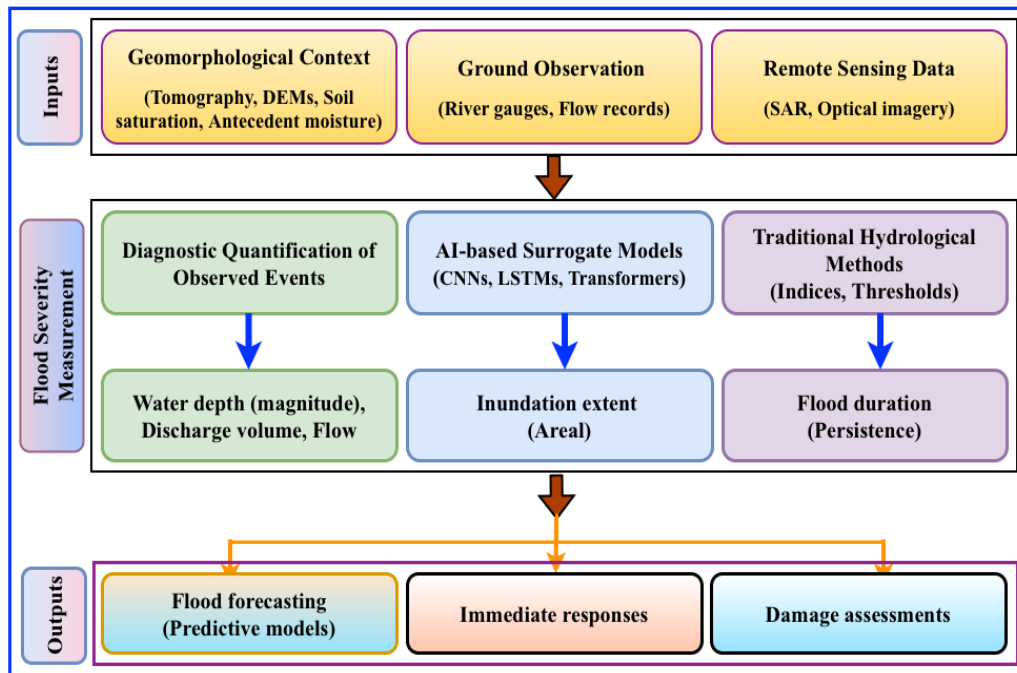 Inputs
Geomorphological Context
(Tomography, DEMs, Soil
saturation, Antecedent moisture)
Ground Observation
(River gauges, Flow records)
Remote Sensing Data
(SAR, Optical imagery)
Flood Severity
Measurement
Diagnostic Quantification of
Observed Events
AI-based Surrogate Models
(CNNs, LSTMs, Transformers)
Traditional Hydrological
Methods
(Indices, Thresholds)
Water depth (magnitude),
Discharge volume, Flow
Inundation extent
(Areal)
Flood duration
(Persistence)
Outputs
Flood forecasting
(Predictive models)
Immediate responses
Damage assessments